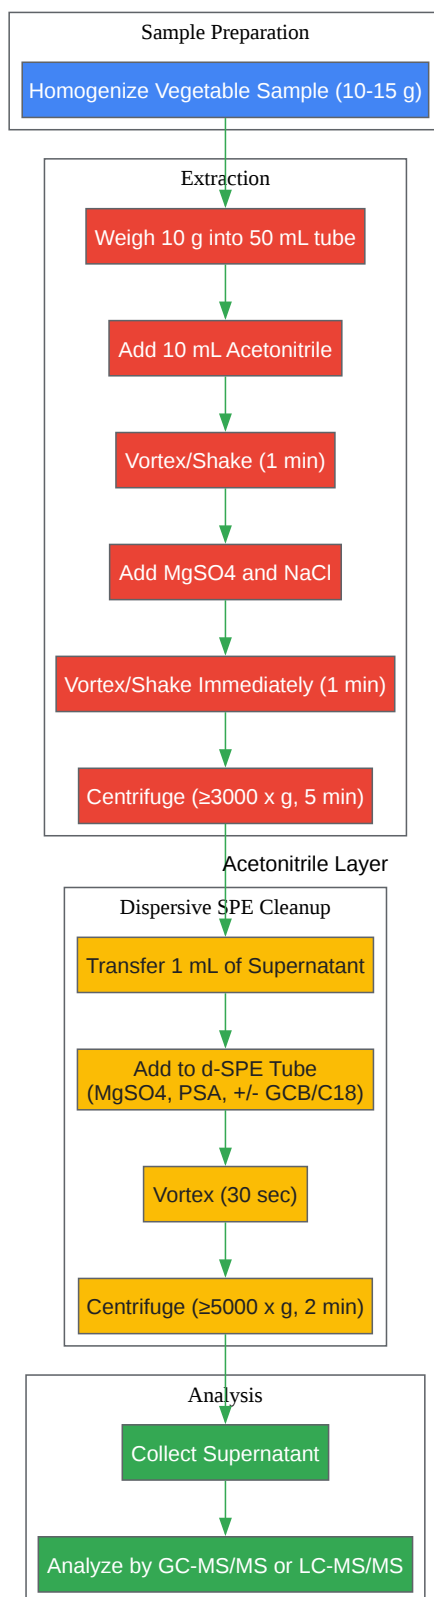 Sample Preparation
Homogenize Vegetable Sample (10-15 g)
Extraction
Weigh 10 g into 50 mL tube
Add 10 mL Acetonitrile
Vortex/Shake (1 min)
Add MgSO4 and NaCl
Vortex/Shake Immediately (1 min)
Centrifuge (≥3000 x g, 5 min)
Acetonitrile Layer
Dispersive SPE Cleanup
Transfer 1 mL of Supernatant
Add to d-SPE Tube
(MgSO4, PSA, +/- GCB/C18)
Vortex (30 sec)
Centrifuge (≥5000 x g, 2 min)
Analysis
Collect Supernatant
Analyze by GC-MS/MS or LC-MS/MS